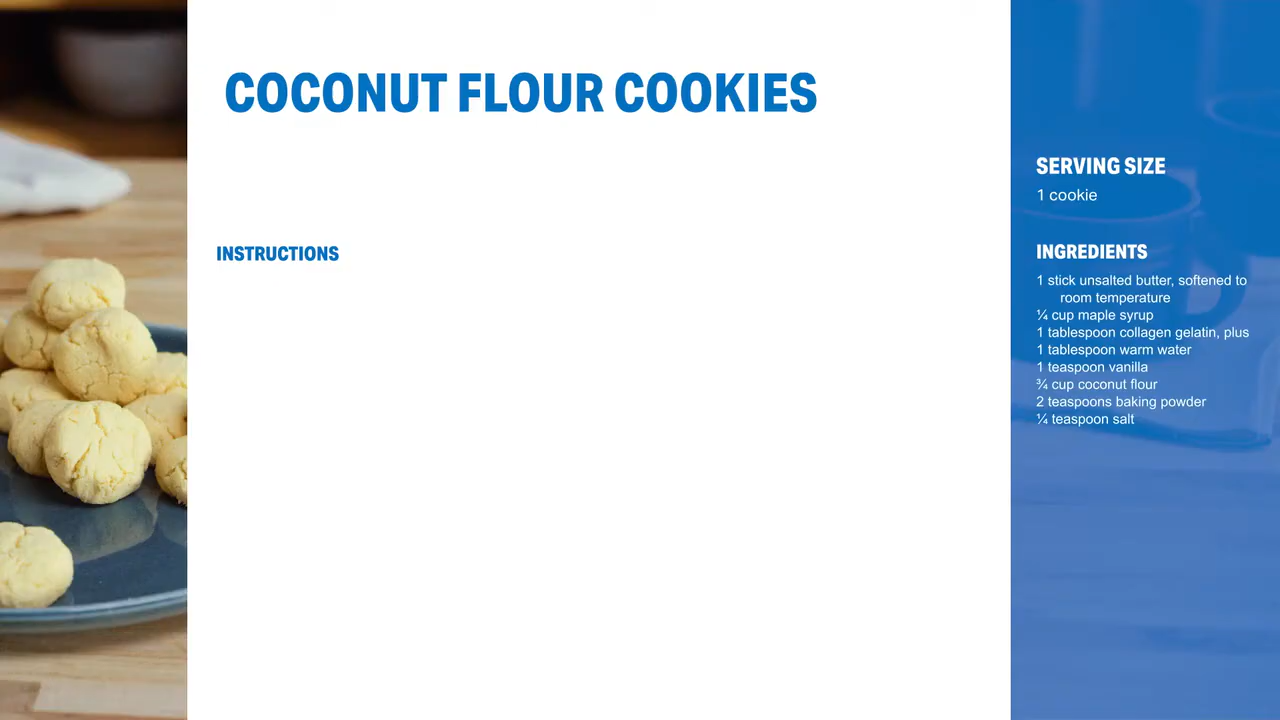 COCONUT FLOUR COOKIES
INSTRUCTIONS
SERVING SIZE
1 cookie
INGREDIENTS
1 stick unsalted butter, softened to
room temperature
¼ cup maple syrup
1 tablespoon collagen gelatin, plus
1 tablespoon warm water
1 teaspoon vanilla
¾ cup coconut flour
2 teaspoons baking powder
¼ teaspoon salt